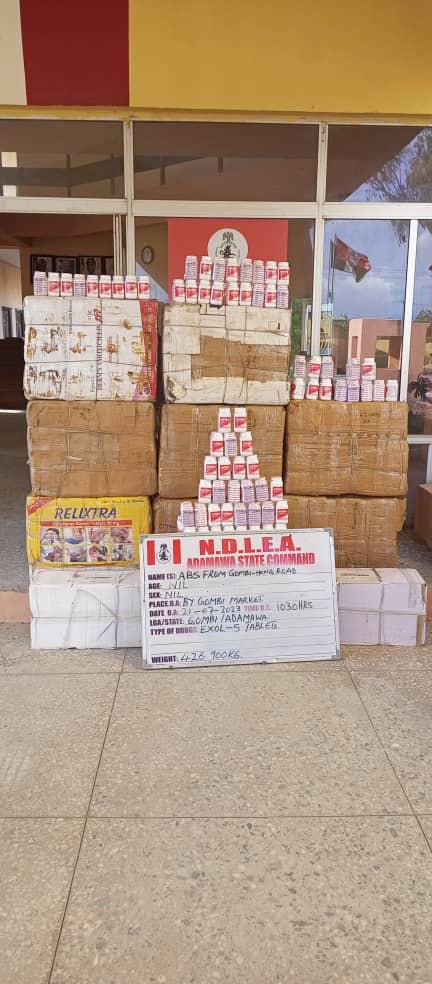 RELIXTRA
N.D.L.E.A.
ADAMAWA STATE COMMAND
NAME (S): ABS FROM GOMBI-HONG ROAD
AGE: NIL
SEX: NIL
PLACE.O.A: BY GOMBI MARKET
DATE O.A: 21-07-2023 TIME O.A: 1030HRS
LGA/STATE: GOMBI/ADAMAWA
TYPE OF DRUGS: EXOL-5 TABLETS
WEIGHT: 426.900KG.